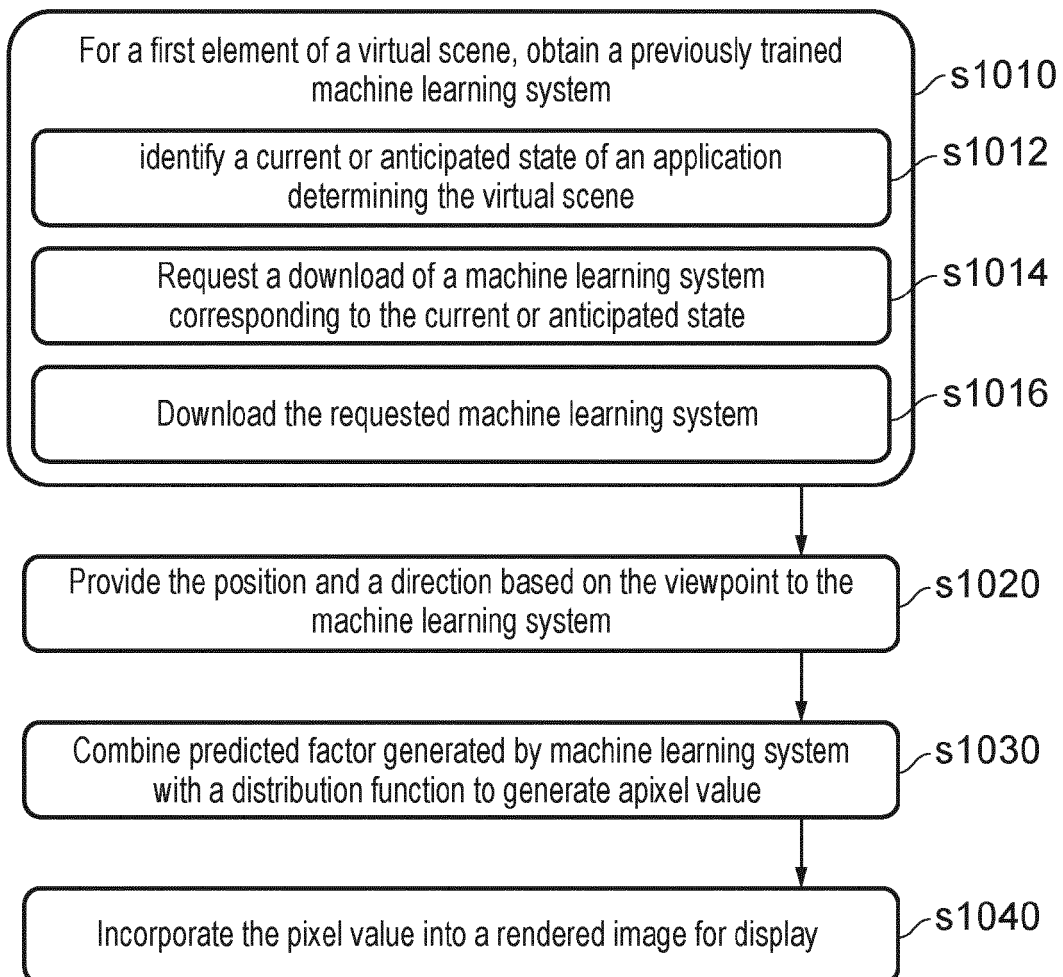 For a first element of a virtual scene, obtain a previously trained
machine learning system
s1010
identify a current or anticipated state of an application
determining the virtual scene
s1012
Request a download of a machine learning system
corresponding to the current or anticipated state
s1014
Download the requested machine learning system
s1016
Provide the position and a direction based on the viewpoint to the
machine learning system
s1020
Combine predicted factor generated by machine learning system
with a distribution function to generate apixel value
s1030
Incorporate the pixel value into a rendered image for display
s1040